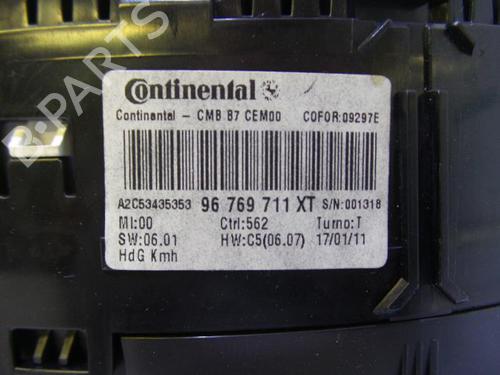 Continental
Continental - CMB B7 CEM00 COFOR:09297E
A2C53435353 96 769 711 XT S/N:001318
MI:00 Ctrl:562 Turno:T
SW:06.01 HW:C5(06.07) 17/01/11
HdG Kmh
B-PARTS